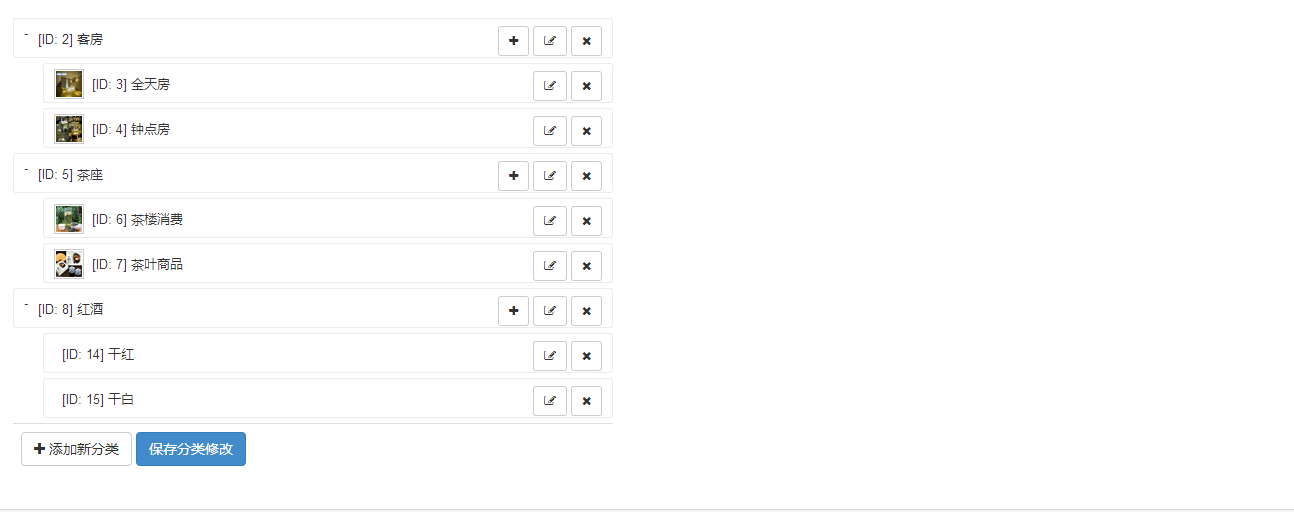 - [ID: 2] 客房
[ID: 3] 全天房
[ID: 4] 钟点房
- [ID: 5] 茶座
[ID: 6] 茶楼消费
[ID: 7] 茶叶商品
- [ID: 8] 红酒
[ID: 14] 干红
[ID: 15] 干白
添加新分类 保存分类修改